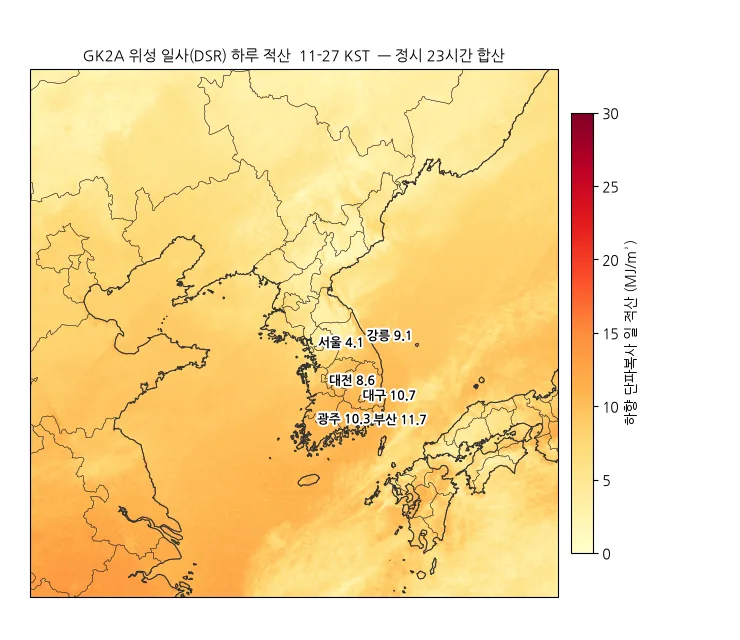 GK2A 위성 일사(DSR) 하루 적산 11-27 KST — 정시 23시간 합산
강릉 9.1
서울 4.1
대전 8.6
대구 10.7
광주 10.3
부산 11.7
30
25
20
15
10
5
0
하향 단파복사 일 적산 (MJ/m²)